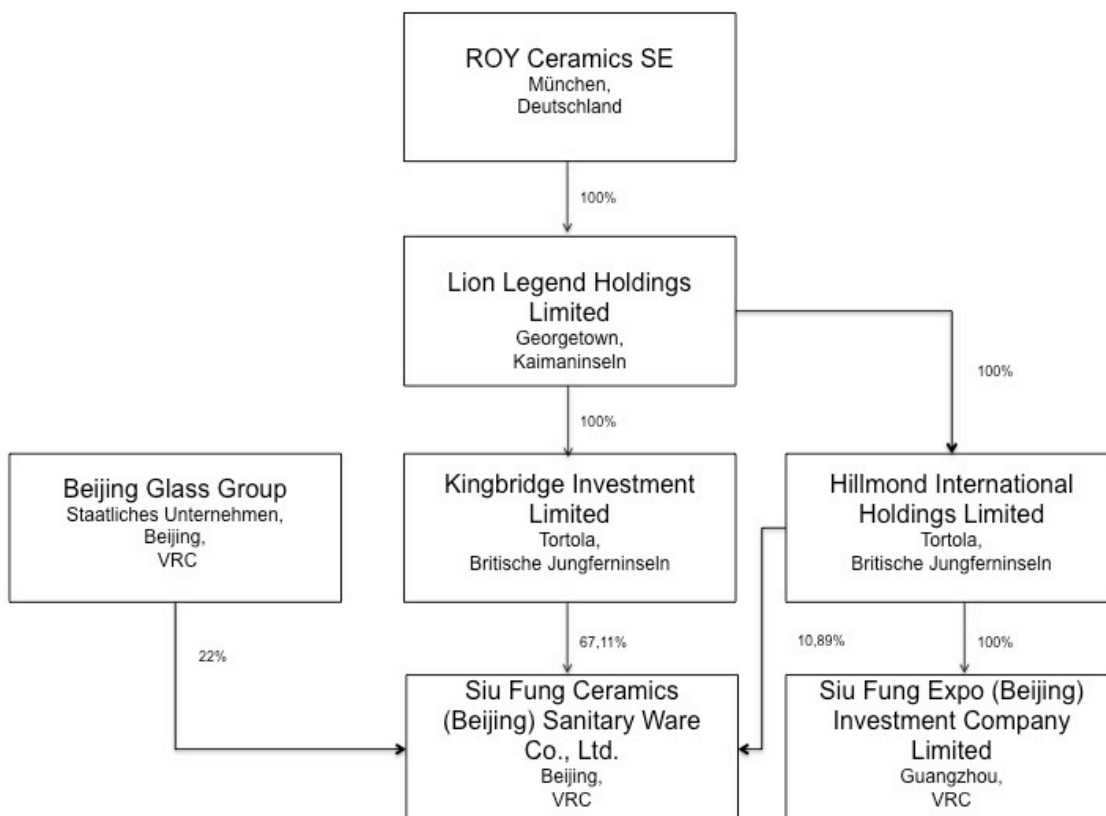 ROY Ceramics SE
München,
Deutschland
100%
Lion Legend Holdings
Limited
Georgetown,
Kaimaninseln
100%
100%
Beijing Glass Group
Staatliches Unternehmen,
Beijing,
VRC
Kingbridge Investment
Limited
Tortola,
Britische Jungferninseln
Hillmond International
Holdings Limited
Tortola,
Britische Jungferninseln
22%
67,11%
10,89%
100%
Siu Fung Ceramics
(Beijing) Sanitary Ware
Co., Ltd.
Beijing,
VRC
Siu Fung Expo (Beijing)
Investment Company
Limited
Guangzhou,
VRC